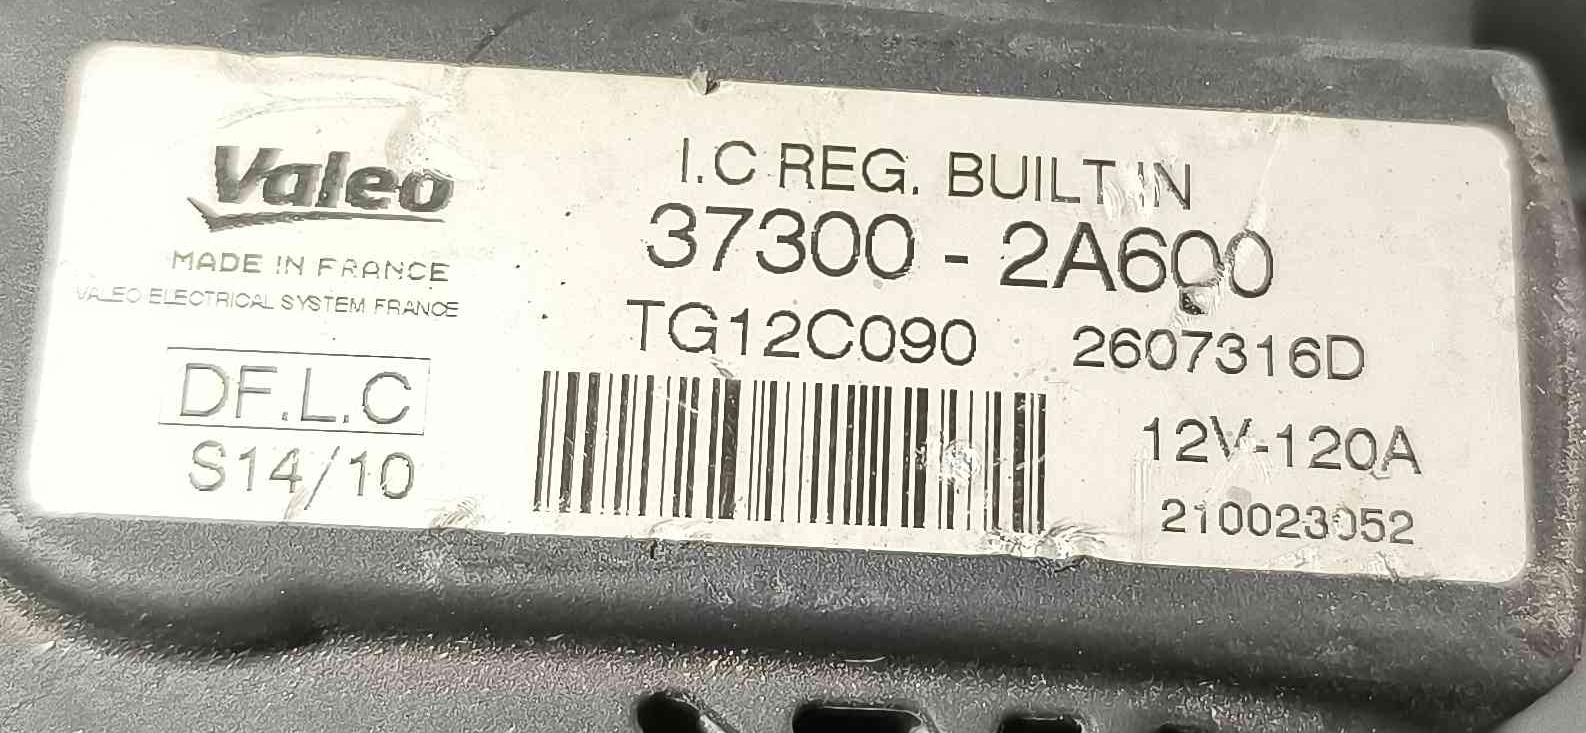 Valeo
MADE IN FRANCE
VALEO ELECTRICAL SYSTEM FRANCE
DF.L.C
S14/10
I.C REG. BUILT IN
37300 - 2A600
TG12C090 2607316D
12V-120A
210023052